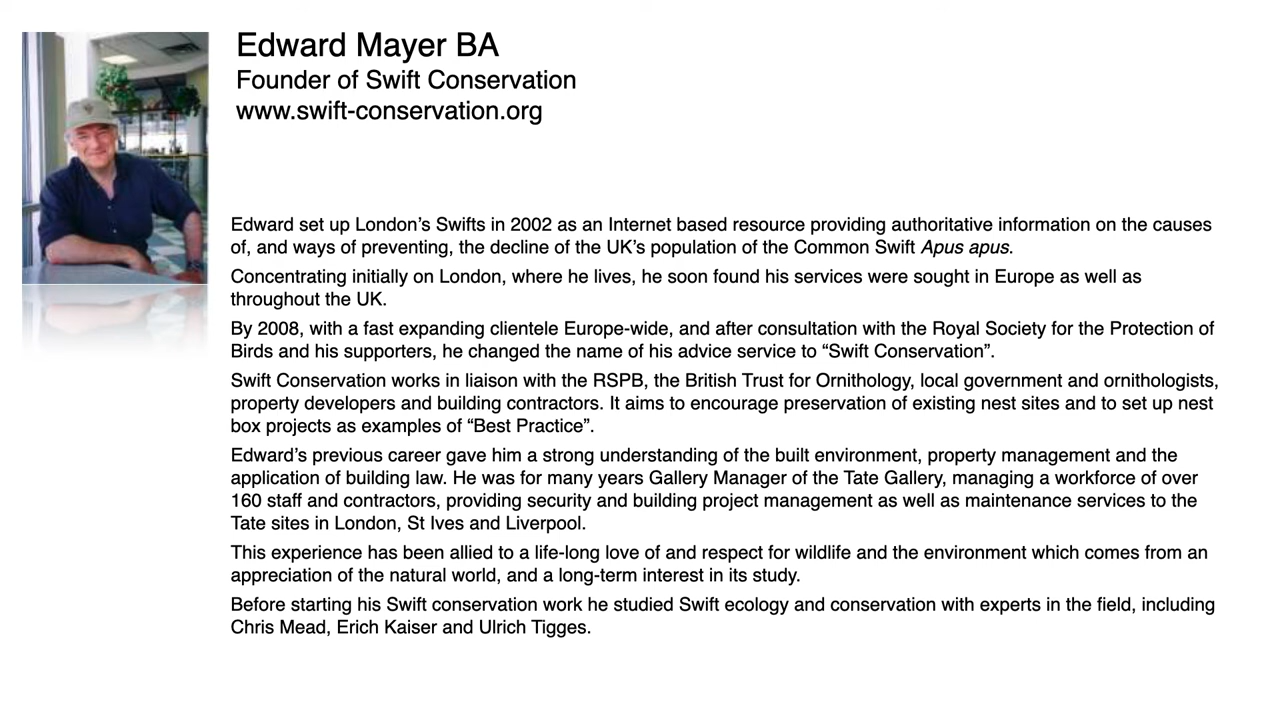 Edward Mayer BA
Founder of Swift Conservation
www.swift-conservation.org
Edward set up London’s Swifts in 2002 as an Internet based resource providing authoritative information on the causes
of, and ways of preventing, the decline of the UK’s population of the Common Swift Apus apus.
Concentrating initially on London, where he lives, he soon found his services were sought in Europe as well as
throughout the UK.
By 2008, with a fast expanding clientele Europe-wide, and after consultation with the Royal Society for the Protection of
Birds and his supporters, he changed the name of his advice service to “Swift Conservation”.
Swift Conservation works in liaison with the RSPB, the British Trust for Ornithology, local government and ornithologists,
property developers and building contractors. It aims to encourage preservation of existing nest sites and to set up nest
box projects as examples of “Best Practice”.
Edward’s previous career gave him a strong understanding of the built environment, property management and the
application of building law. He was for many years Gallery Manager of the Tate Gallery, managing a workforce of over
160 staff and contractors, providing security and building project management as well as maintenance services to the
Tate sites in London, St Ives and Liverpool.
This experience has been allied to a life-long love of and respect for wildlife and the environment which comes from an
appreciation of the natural world, and a long-term interest in its study.
Before starting his Swift conservation work he studied Swift ecology and conservation with experts in the field, including
Chris Mead, Erich Kaiser and Ulrich Tigges.